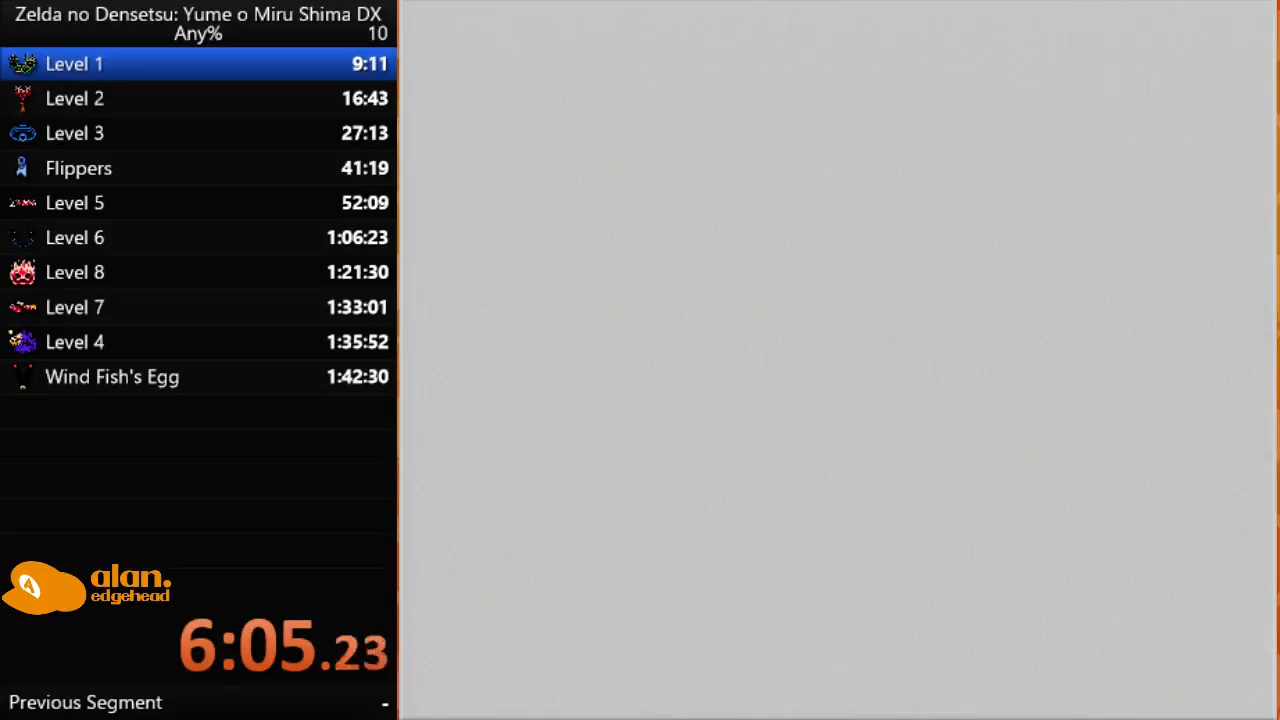 Zelda no Densetsu: Yume o Miru Shima DX
Any% 10
Level 1 9:11
Level 2 16:43
Level 3 27:13
Flippers 41:19
Level 5 52:09
Level 6 1:06:23
Level 8 1:21:30
Level 7 1:33:01
Level 4 1:35:52
Wind Fish's Egg 1:42:30
alan.
edgehead
6:05.23
Previous Segment -